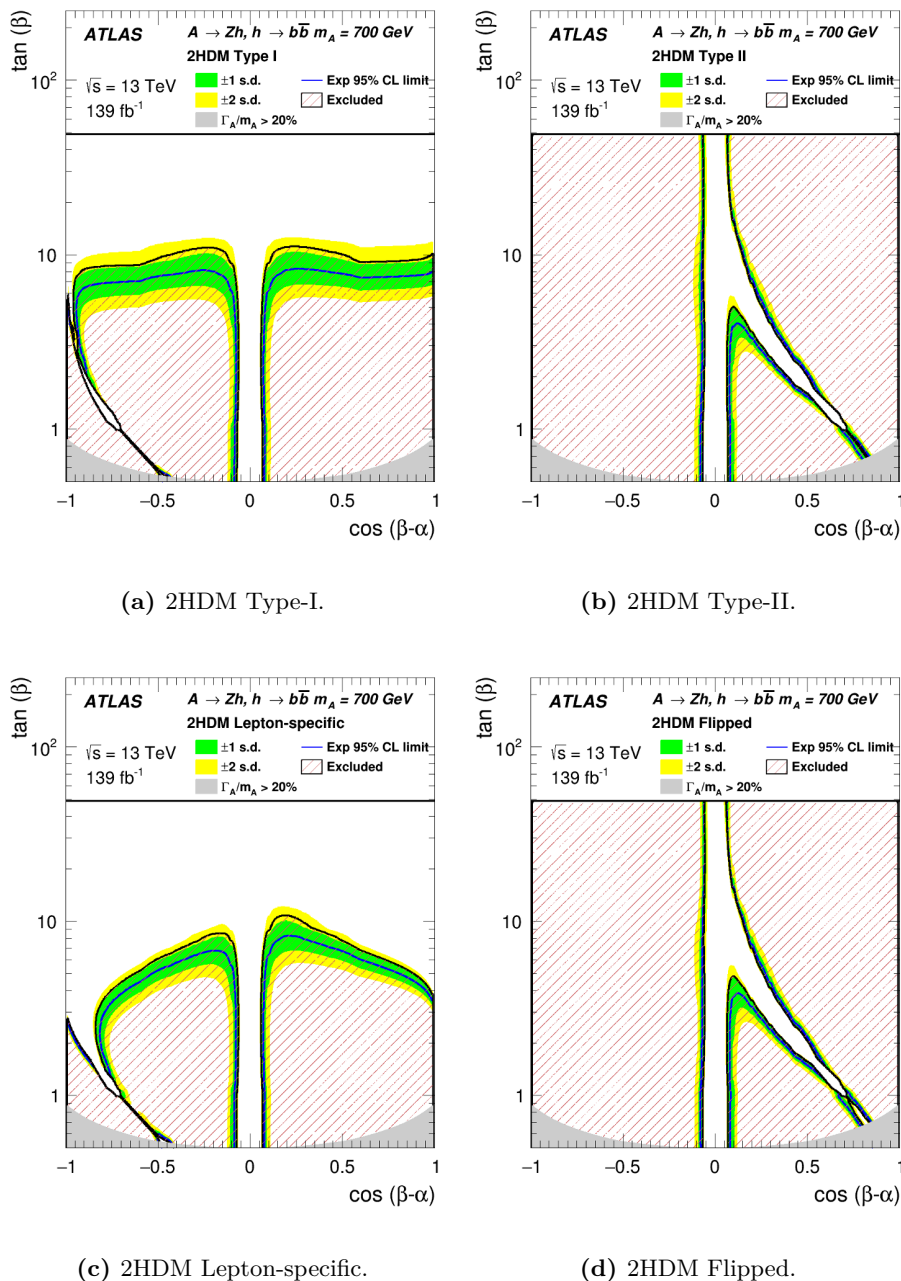 ATLAS
A → Zh, h → bb̅ m_A = 700 GeV
2HDM Type I
√s = 13 TeV
139 fb⁻¹
±1 s.d.
Exp 95% CL limit
±2 s.d.
Excluded
Γ_A/m_A > 20%
tan (β)
10²
10
1
−1
−0.5
0
0.5
1
cos (β-α)
(a) 2HDM Type-I.
ATLAS
A → Zh, h → bb̅ m_A = 700 GeV
2HDM Type II
√s = 13 TeV
139 fb⁻¹
±1 s.d.
Exp 95% CL limit
±2 s.d.
Excluded
Γ_A/m_A > 20%
tan (β)
10²
10
1
−1
−0.5
0
0.5
1
cos (β-α)
(b) 2HDM Type-II.
ATLAS
A → Zh, h → bb̅ m_A = 700 GeV
2HDM Lepton-specific
√s = 13 TeV
139 fb⁻¹
±1 s.d.
Exp 95% CL limit
±2 s.d.
Excluded
Γ_A/m_A > 20%
tan (β)
10²
10
1
−1
−0.5
0
0.5
1
cos (β-α)
(c) 2HDM Lepton-specific.
ATLAS
A → Zh, h → bb̅ m_A = 700 GeV
2HDM Flipped
√s = 13 TeV
139 fb⁻¹
±1 s.d.
Exp 95% CL limit
±2 s.d.
Excluded
Γ_A/m_A > 20%
tan (β)
10²
10
1
−1
−0.5
0
0.5
1
cos (β-α)
(d) 2HDM Flipped.